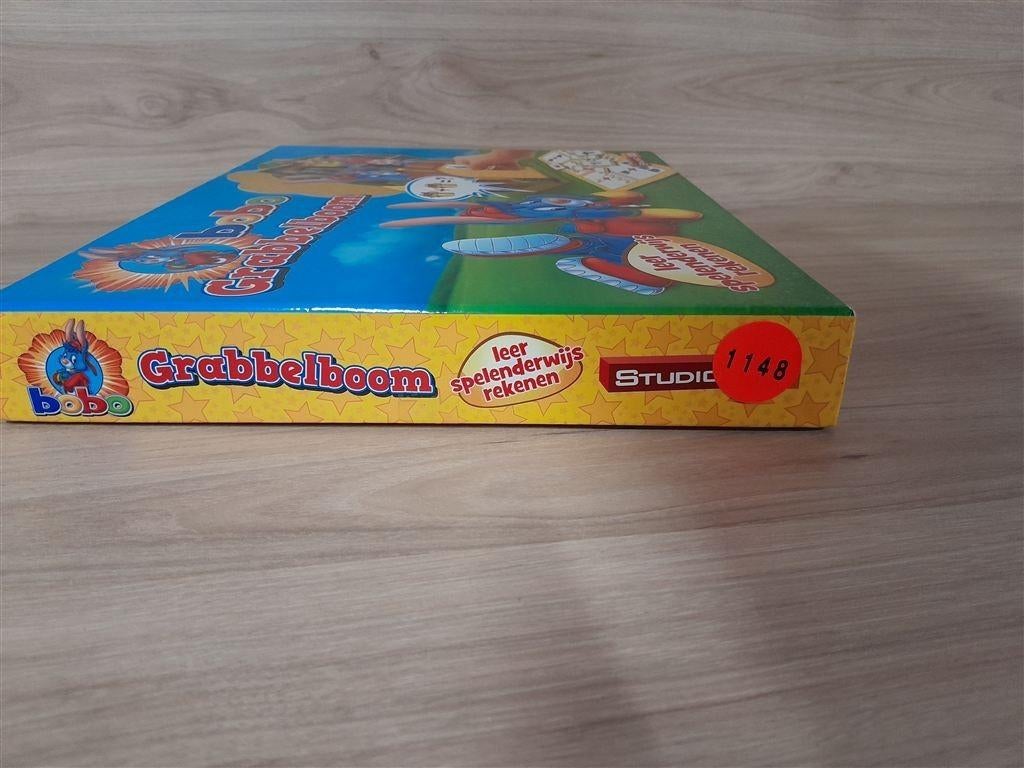 bobo
Grabbelboom
leer
spelenderwijs
rekenen
bobo
Grabbelboom
leer
spelenderwijs
rekenen
STUDIO
1148